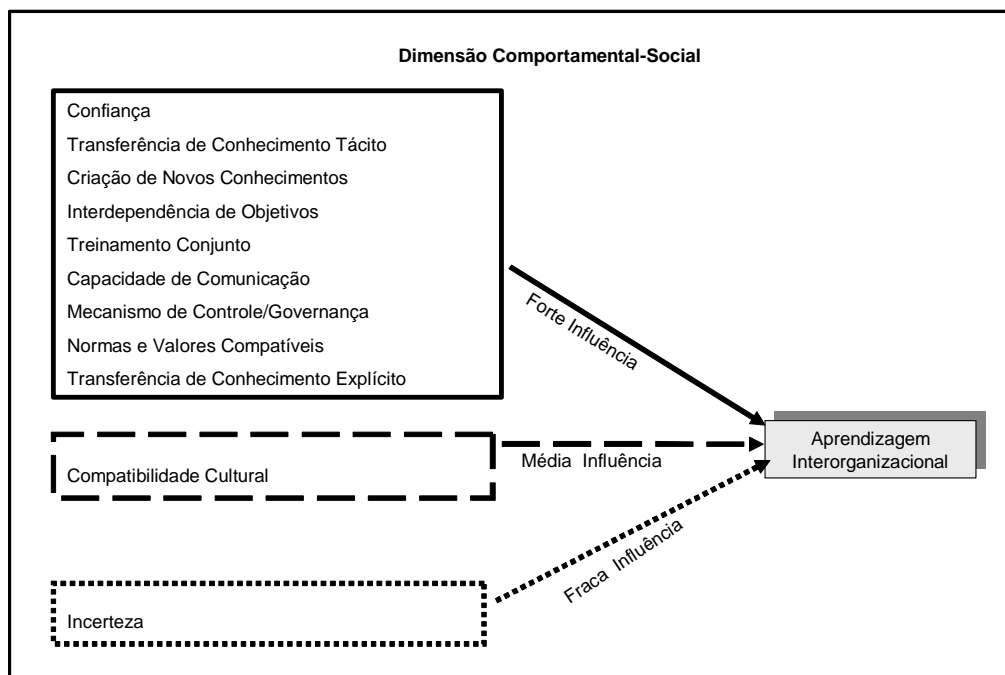 Dimensão Comportamental-Social
Confiança
Transferência de Conhecimento Tácito
Criação de Novos Conhecimentos
Interdependência de Objetivos
Treinamento Conjunto
Capacidade de Comunicação
Mecanismo de Controle/Governança
Normas e Valores Compatíveis
Transferência de Conhecimento Explícito
Forte Influência
Compatibilidade Cultural
Média Influência
Aprendizagem
Interorganizacional
Incerteza
Fraca Influência